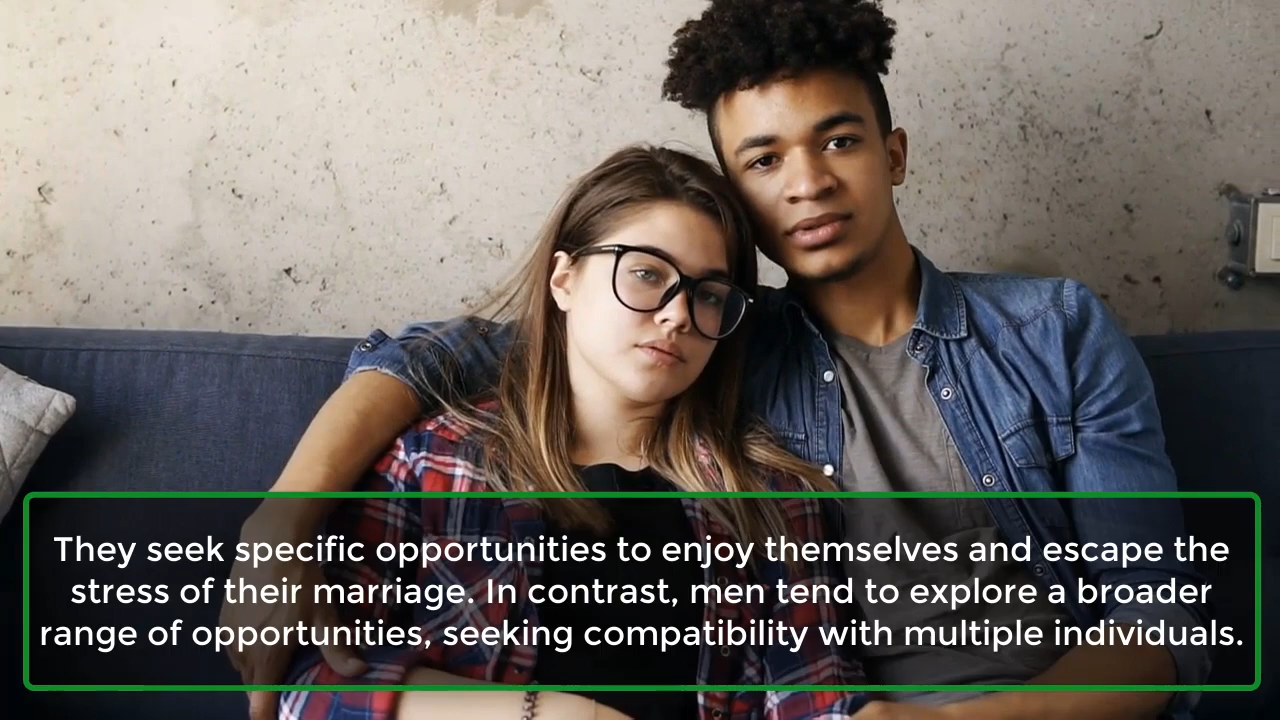 They seek specific opportunities to enjoy themselves and escape the
stress of their marriage. In contrast, men tend to explore a broader
range of opportunities, seeking compatibility with multiple individuals.